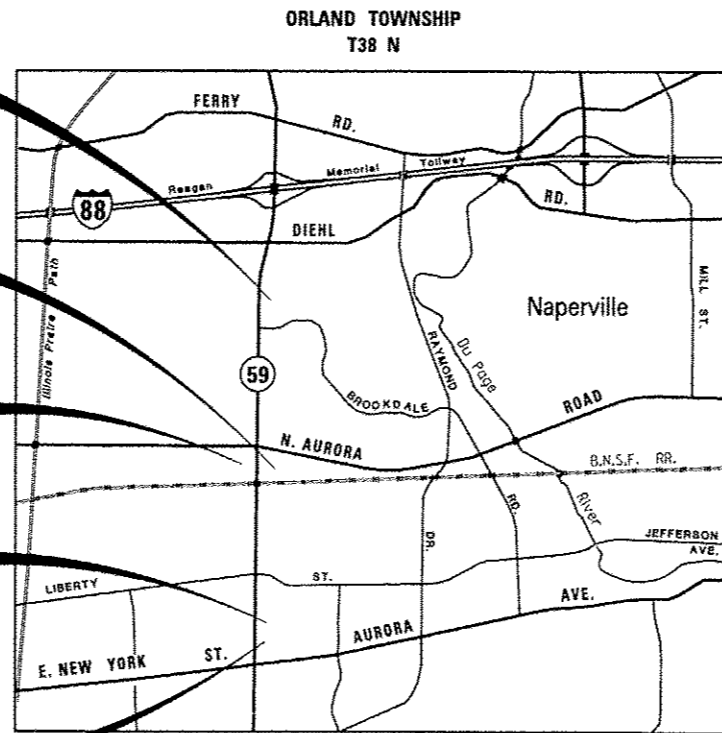 ORLAND TOWNSHIP
T38 N
FERRY RD.
Reagan Memorial Tollway
88
DIEHL RD.
Illinois Prairie Path
Naperville
MILL ST.
59
RAYMOND DR.
Du Page River
BROOKDALE RD.
N. AURORA ROAD
B.N.S.F. RR.
JEFFERSON AVE.
LIBERTY ST.
E. NEW YORK ST.
AURORA AVE.